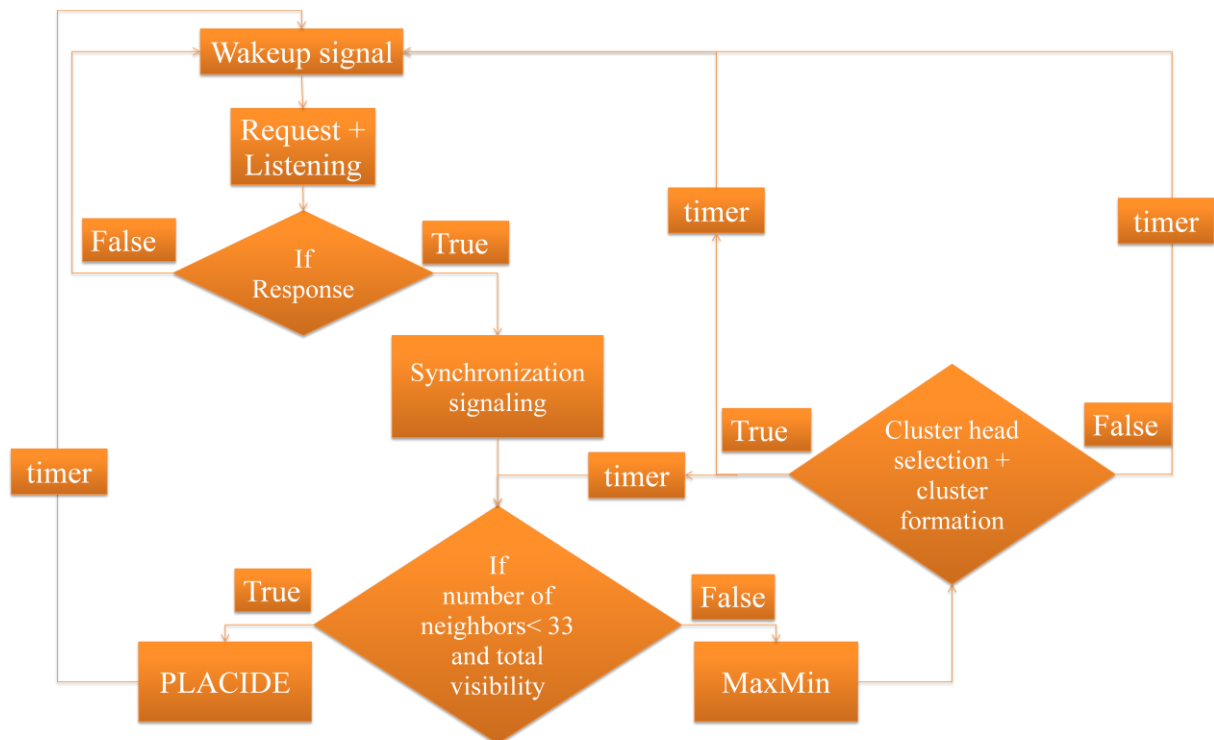 Wakeup signal
Request +
Listening
timer
timer
False
True
If
Response
Synchronization
signaling
True
False
Cluster head
selection +
cluster
formation
timer
timer
If
number of
neighbors< 33
and total
visibility
True
False
PLACIDE
MaxMin